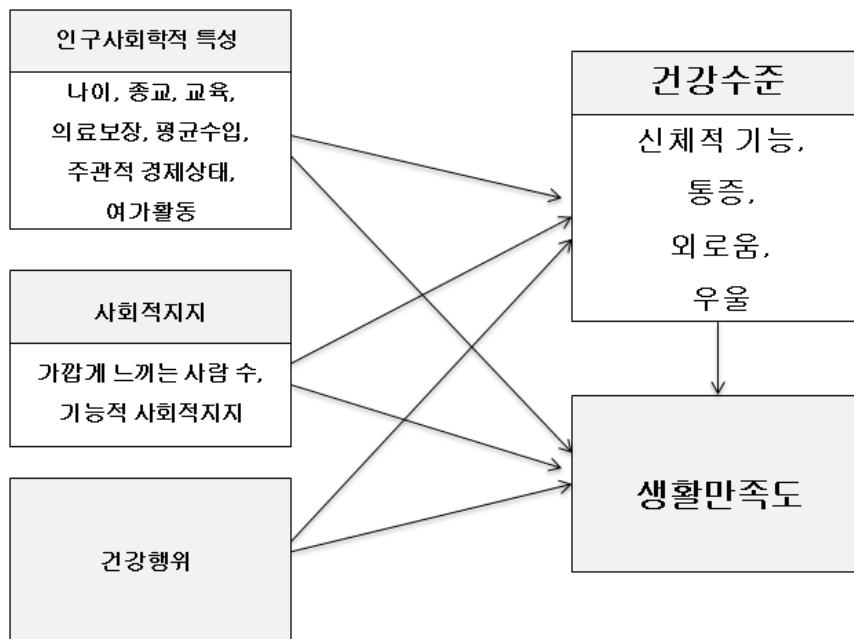 인구사회학적 특성
나이, 종교, 교육,
의료보장, 평균수입,
주관적 경제상태,
여가활동
사회적지지
가깝게 느끼는 사람 수,
기능적 사회적지지
건강행위
건강수준
신체적 기능,
통증,
외로움,
우울
생활만족도